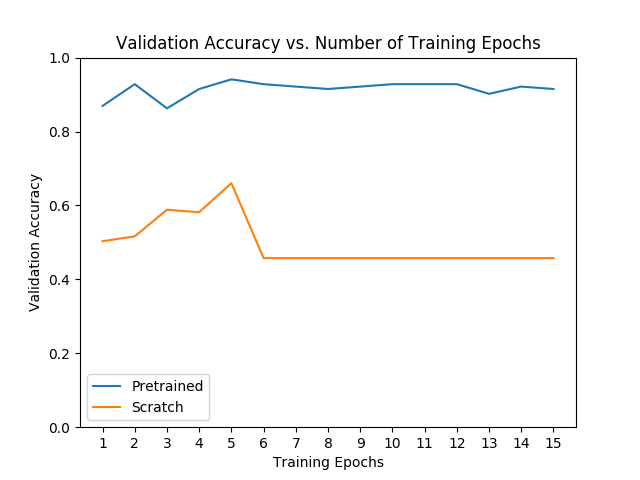 Validation Accuracy vs. Number of Training Epochs
1.0
0.8
0.6
0.4
0.2
0.0
Validation Accuracy
Pretrained
Scratch
1 2 3 4 5 6 7 8 9 10 11 12 13 14 15
Training Epochs